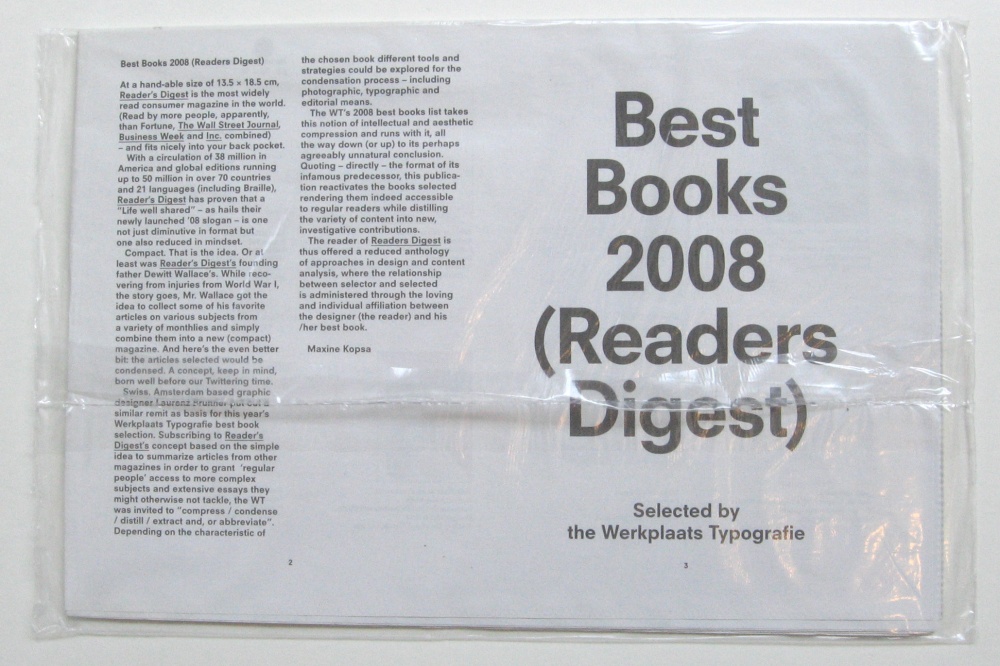 Best Books 2008 (Readers Digest)
At a hand-able size of 13.5 × 18.5 cm,
Reader's Digest is the most widely
read consumer magazine in the world.
(Read by more people, apparently,
than Fortune, The Wall Street Journal,
Business Week and Inc. combined)
– and fits nicely into your back pocket.
With a circulation of 38 million in
America and global editions running
up to 50 million in over 70 countries
and 21 languages (including Braille),
Reader's Digest has proven that a
“Life well shared” – as hails their
newly launched '08 slogan – is one
not just diminutive in format but
one also reduced in mindset.
Compact. That is the idea. Or at
least was Reader's Digest's founding
father Dewitt Wallace's. While reco-
vering from injuries from World War I,
the story goes, Mr. Wallace got the
idea to collect some of his favorite
articles on various subjects from
a variety of monthlies and simply
combine them into a new (compact)
magazine. And here's the even better
bit: the articles selected would be
condensed. A concept, keep in mind,
born well before our Twittering time.
Swiss, Amsterdam based graphic
designer Laurenz Brunner put out a
similar remit as basis for this year's
Werkplaats Typografie best book
selection. Subscribing to Reader's
Digest's concept based on the simple
idea to summarize articles from other
magazines in order to grant 'regular
people' access to more complex
subjects and extensive essays they
might otherwise not tackle, the WT
was invited to “compress / condense
/ distill / extract and, or abbreviate”.
Depending on the characteristic of
the chosen book different tools and
strategies could be explored for the
condensation process – including
photographic, typographic and
editorial means.
The WT's 2008 best books list takes
this notion of intellectual and aesthetic
compression and runs with it, all
the way down (or up) to its perhaps
agreeably unnatural conclusion.
Quoting – directly – the format of its
infamous predecessor, this publica-
tion reactivates the books selected
rendering them indeed accessible
to regular readers while distilling
the variety of content into new,
investigative contributions.
The reader of Readers Digest is
thus offered a reduced anthology
of approaches in design and content
analysis, where the relationship
between selector and selected
is administered through the loving
and individual affiliation between
the designer (the reader) and his
/her best book.
Maxine Kopsa
2
Best
Books
2008
(Readers
Digest)
Selected by
the Werkplaats Typografie
3